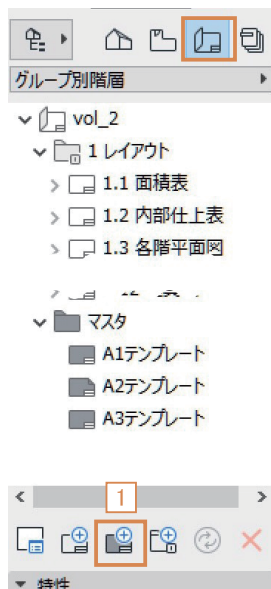 グループ別階層
vol_2
1 レイアウト
1.1 面積表
1.2 内部仕上表
1.3 各階平面図
マスタ
A1テンプレート
A2テンプレート
A3テンプレート
1
特性